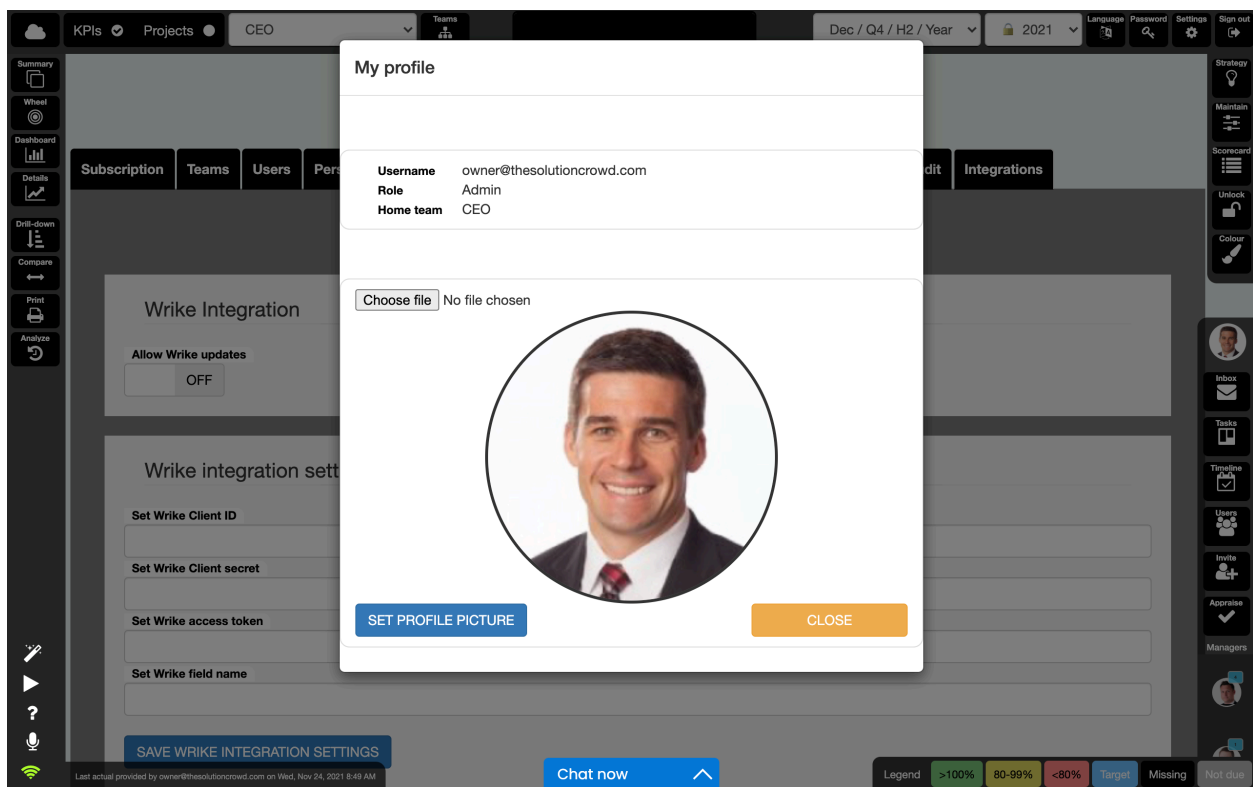 KPIs Projects CEO Teams Dec / Q4 / H2 / Year 2021 Language Password Settings Sign out
Summary
Wheel
Dashboard
Details
Drill-down
Compare
Print
Analyze
Strategy
Maintain
Scorecard
Unlock
Colour
My profile
Subscription Teams Users Pers dit Integrations
Username owner@thesolutioncrowd.com
Role Admin
Home team CEO
Choose file No file chosen
SET PROFILE PICTURE CLOSE
Wrike Integration
Allow Wrike updates
OFF
Wrike integration sett
Set Wrike Client ID
Set Wrike Client secret
Set Wrike access token
Set Wrike field name
SAVE WRIKE INTEGRATION SETTINGS
Inbox
Tasks
Timeline
Users
Invite
Appraise
Managers
?
Last actual provided by owner@thesolutioncrowd.com on Wed, Nov 24, 2021 8:49 AM
Chat now
Legend >100% 80-99% <80% Target Missing Not due